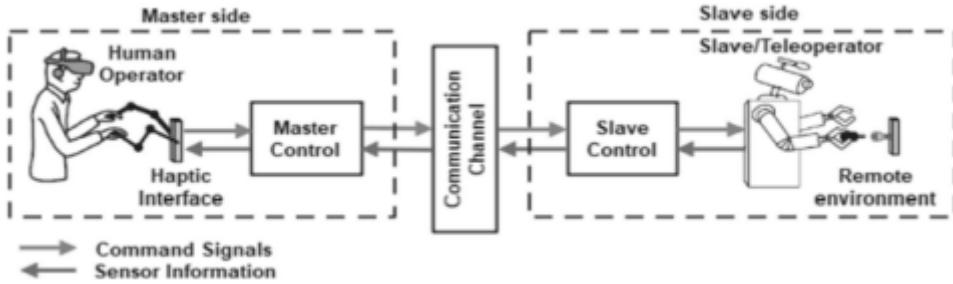 Master side
Slave side
Human
Operator
Slave/Teleoperator
Master
Control
Communication
Channel
Slave
Control
Haptic
Interface
Remote
environment
Command Signals
Sensor Information